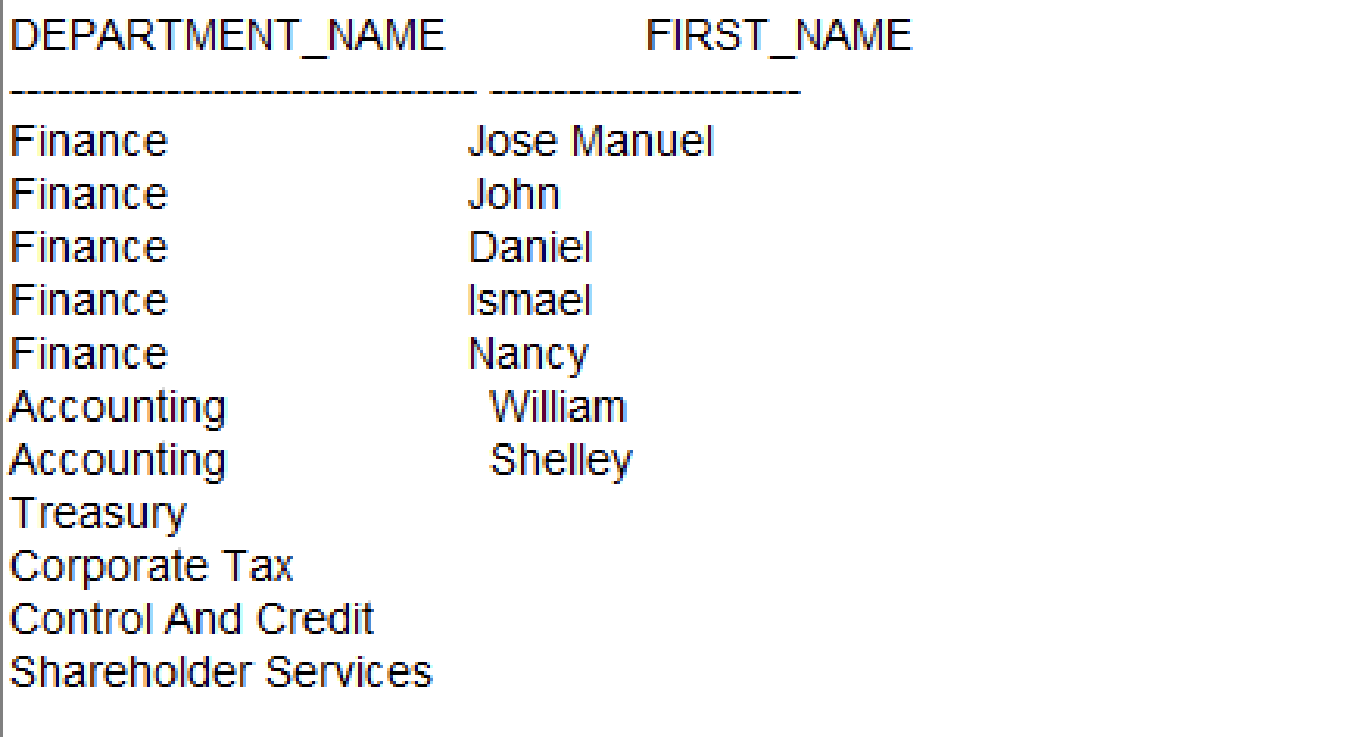 DEPARTMENT_NAME FIRST_NAME
------------------------------ --------------------
Finance Jose Manuel
Finance John
Finance Daniel
Finance Ismael
Finance Nancy
Accounting William
Accounting Shelley
Treasury
Corporate Tax
Control And Credit
Shareholder Services